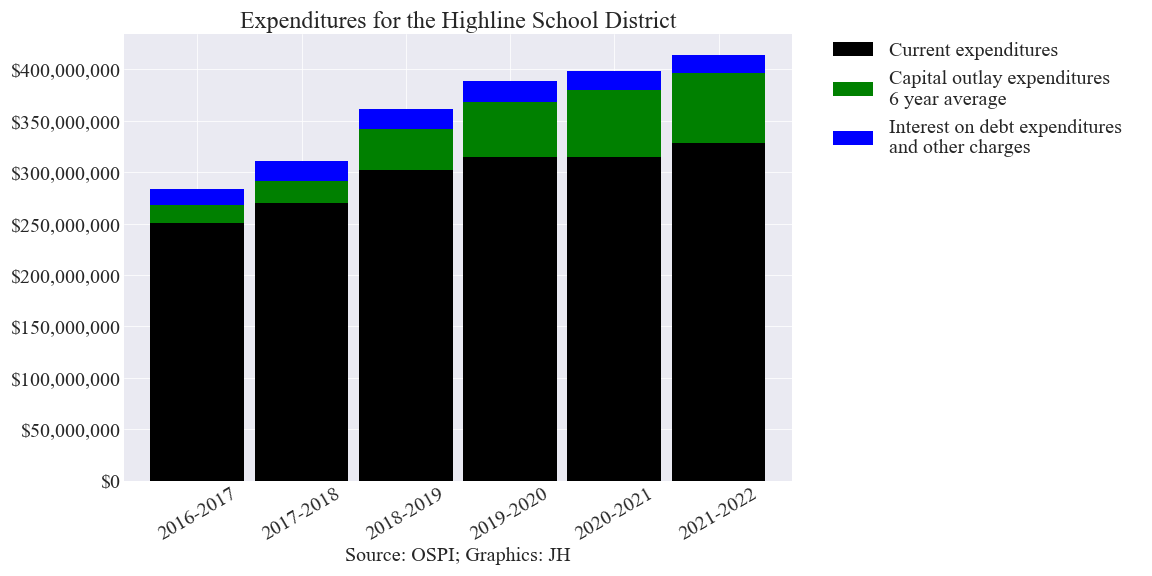 Expenditures for the Highline School District
Current expenditures
Capital outlay expenditures
6 year average
Interest on debt expenditures
and other charges
$400,000,000
$350,000,000
$300,000,000
$250,000,000
$200,000,000
$150,000,000
$100,000,000
$50,000,000
$0
2016-2017
2017-2018
2018-2019
2019-2020
2020-2021
2021-2022
Source: OSPI; Graphics: JH